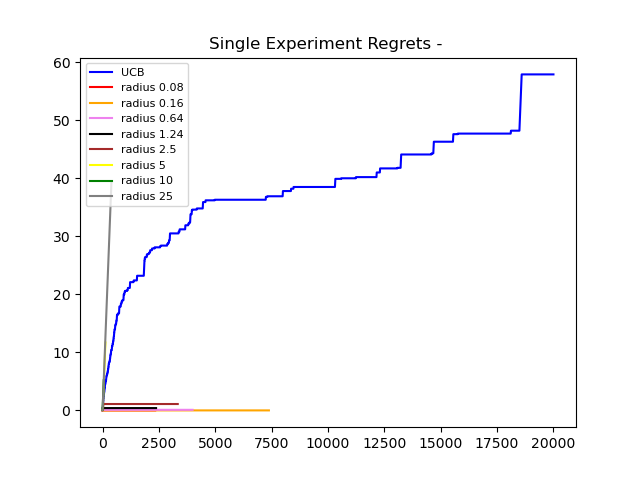 Single Experiment Regrets -
60
50
40
30
20
10
0
UCB
radius 0.08
radius 0.16
radius 0.64
radius 1.24
radius 2.5
radius 5
radius 10
radius 25
0 2500 5000 7500 10000 12500 15000 17500 20000